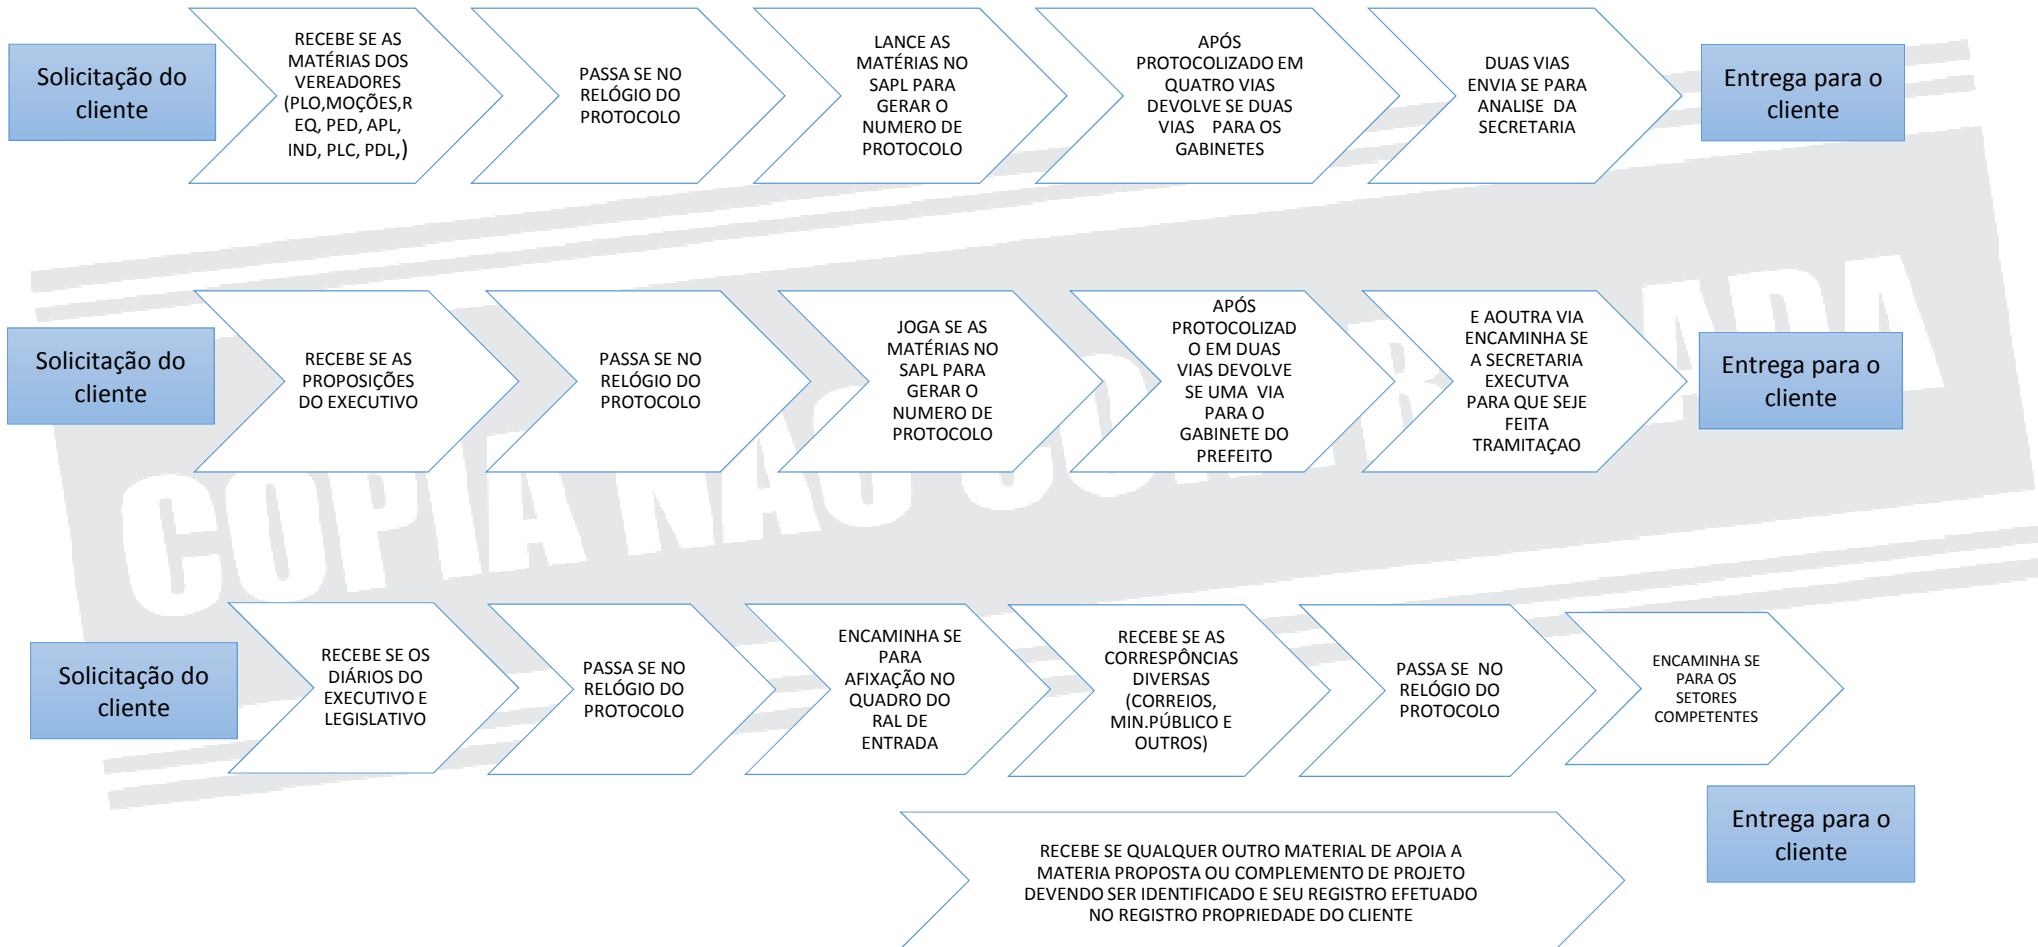 Solicitação do
cliente
RECEBE SE AS
MATÉRIAS DOS
VEREADORES
(PLO,MOÇÕES,R
EQ, PED, APL,
IND, PLC, PDL,)
PASSA SE NO
RELÓGIO DO
PROTOCOLO
LANCE AS
MATÉRIAS NO
SAPL PARA
GERAR O
NUMERO DE
PROTOCOLO
APÓS
PROTOCOLIZADO EM
QUATRO VIAS
DEVOLVE SE DUAS
VIAS PARA OS
GABINETES
DUAS VIAS
ENVIA SE PARA
ANALISE DA
SECRETARIA
Entrega para o
cliente
Solicitação do
cliente
RECEBE SE AS
PROPOSIÇÕES
DO EXECUTIVO
PASSA SE NO
RELÓGIO DO
PROTOCOLO
JOGA SE AS
MATÉRIAS NO
SAPL PARA
GERAR O
NUMERO DE
PROTOCOLO
APÓS
PROTOCOLIZAD
O EM DUAS
VIAS DEVOLVE
SE UMA VIA
PARA O
GABINETE DO
PREFEITO
E AOUTRA VIA
ENCAMINHA SE
A SECRETARIA
EXECUTVA
PARA QUE SEJE
FEITA
TRAMITAÇAO
Entrega para o
cliente
Solicitação do
cliente
RECEBE SE OS
DIÁRIOS DO
EXECUTIVO E
LEGISLATIVO
PASSA SE NO
RELÓGIO DO
PROTOCOLO
ENCAMINHA SE
PARA
AFIXAÇÃO NO
QUADRO DO
RAL DE
ENTRADA
RECEBE SE AS
CORRESPÔNCIAS
DIVERSAS
(CORREIOS,
MIN.PÚBLICO E
OUTROS)
PASSA SE NO
RELÓGIO DO
PROTOCOLO
ENCAMINHA SE
PARA OS
SETORES
COMPETENTES
Entrega para o
cliente
RECEBE SE QUALQUER OUTRO MATERIAL DE APOIA A
MATERIA PROPOSTA OU COMPLEMENTO DE PROJETO
DEVENDO SER IDENTIFICADO E SEU REGISTRO EFETUADO
NO REGISTRO PROPRIEDADE DO CLIENTE
COPIA NÃO